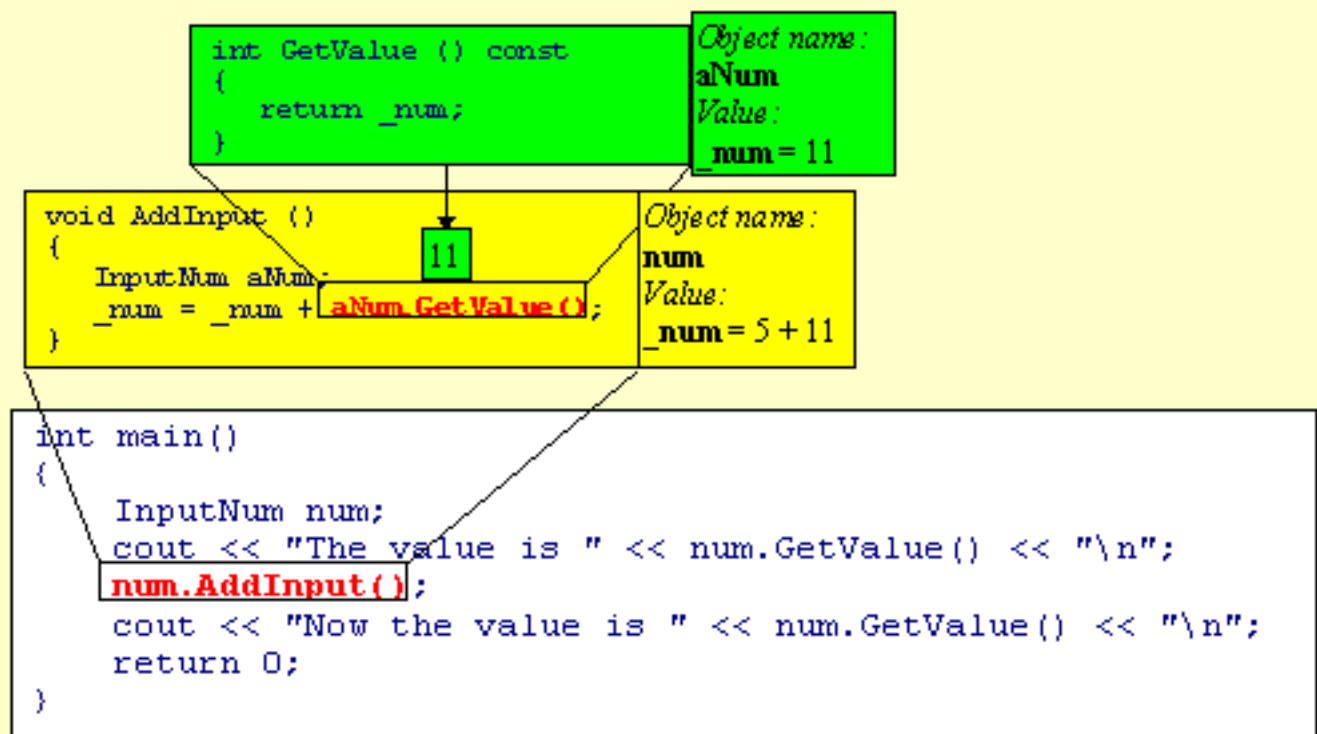 int GetValue () const
{
return _num;
}
Object name:
aNum
Value:
_num = 11
void AddInput ()
{
InputNum aNum;
_num = _num + aNum.GetValue();
}
11
Object name:
num
Value:
_num = 5 + 11
int main()
{
InputNum num;
cout << "The value is " << num.GetValue() << "\n";
num.AddInput();
cout << "Now the value is " << num.GetValue() << "\n";
return 0;
}